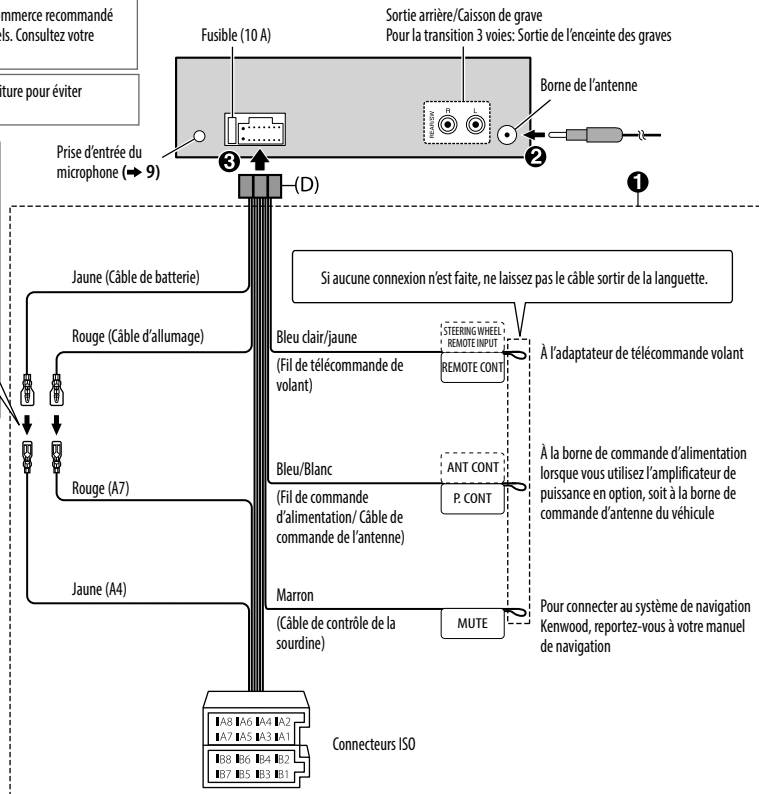 ommerce recommandé
els. Consultez votre
iture pour éviter
Fusible (10 A)
Sortie arrière/Caisson de grave
Pour la transition 3 voies: Sortie de l'enceinte des graves
Borne de l'antenne
REAR/SW
R
L
Prise d'entrée du
microphone (➜ 9)
❸
❷
(D)
❶
Si aucune connexion n'est faite, ne laissez pas le câble sortir de la languette.
Jaune (Câble de batterie)
Rouge (Câble d'allumage)
Bleu clair/jaune
(Fil de télécommande de
volant)
STEERING WHEEL
REMOTE INPUT
REMOTE CONT
À l'adaptateur de télécommande volant
Rouge (A7)
Bleu/Blanc
(Fil de commande
d'alimentation/ Câble de
commande de l'antenne)
ANT CONT
P. CONT
À la borne de commande d'alimentation
lorsque vous utilisez l'amplificateur de
puissance en option, soit à la borne de
commande d'antenne du véhicule
Jaune (A4)
Marron
(Câble de contrôle de la
sourdine)
MUTE
Pour connecter au système de navigation
Kenwood, reportez-vous à votre manuel
de navigation
A8 A6 A4 A2
A7 A5 A3 A1
B8 B6 B4 B2
B7 B5 B3 B1
Connecteurs ISO